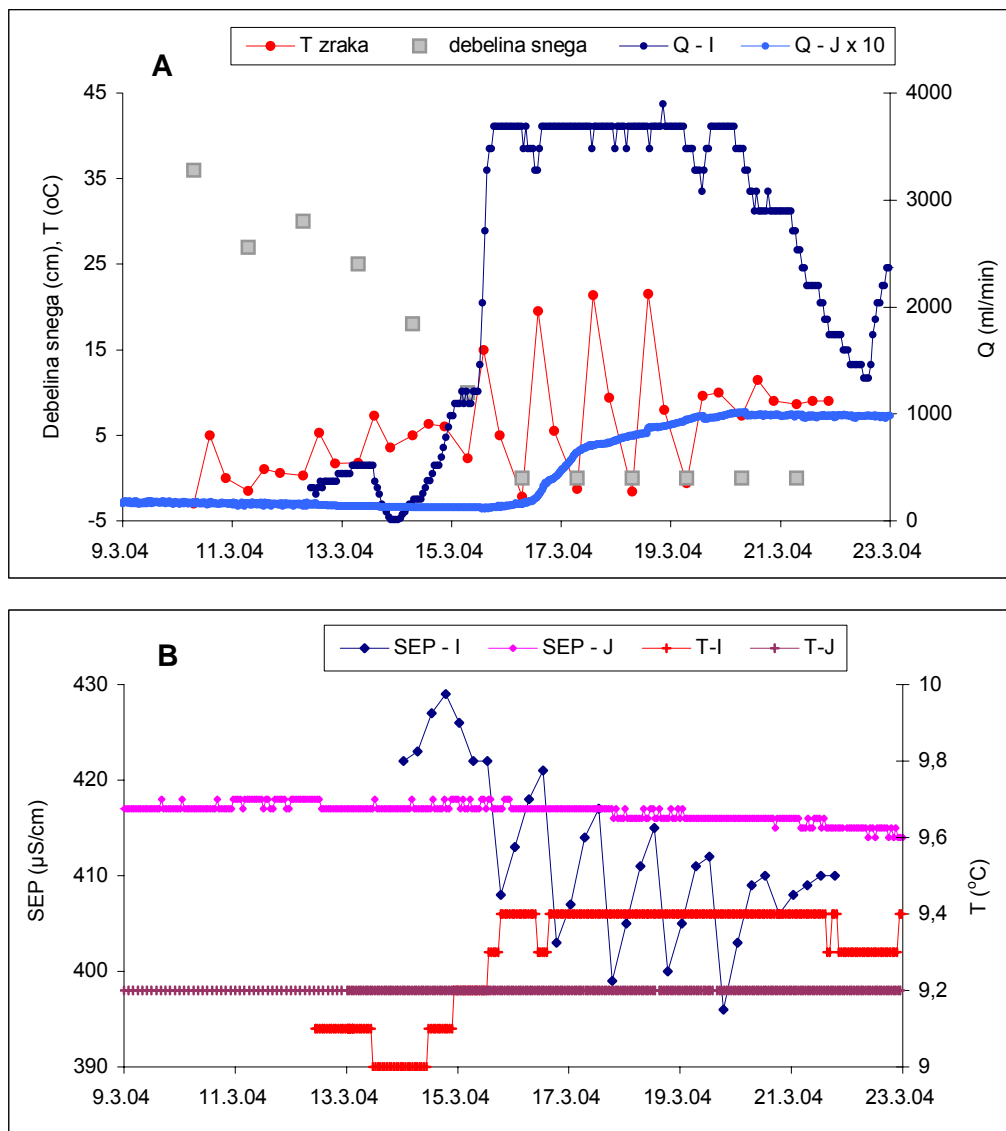 T zraka debelina snega Q - I Q - J x 10
A
45 4000
35
3000
25
2000
15
1000
5
-5 0
Debelina snega (cm), T (oC)
Q (ml/min)
9.3.04 11.3.04 13.3.04 15.3.04 17.3.04 19.3.04 21.3.04 23.3.04
SEP - I SEP - J T-I T-J
B
430 10
420 9,8
9,6
410
9,4
400
9,2
390 9
SEP (µS/cm)
T (°C)
9.3.04 11.3.04 13.3.04 15.3.04 17.3.04 19.3.04 21.3.04 23.3.04